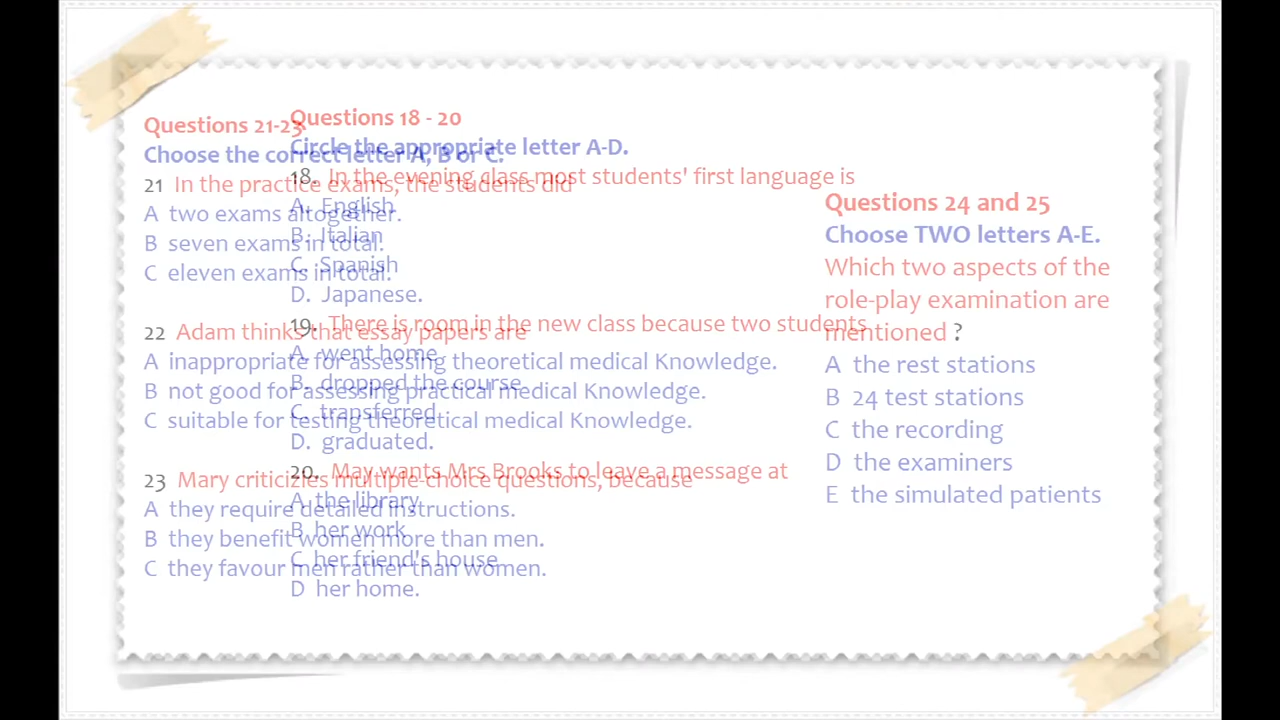 Questions 18 - 20
Circle the appropriate letter A-D.
18. In the evening class most students' first language is
A. English
B. Italian
C. Spanish
D. Japanese.
19. There is room in the new class because two students
A. went home
B. dropped the course
C. transferred
D. graduated.
20. May wants Mrs Brooks to leave a message at
A the library
B her work
C her friend's house
D her home.
Questions 21-23
Choose the correct letter A, B or C.
21 In the practice exams, the students did
A two exams altogether.
B seven exams in total.
C eleven exams in total.
22 Adam thinks that essay papers are
A inappropriate for assessing theoretical medical Knowledge.
B not good for assessing practical medical Knowledge.
C suitable for testing theoretical medical Knowledge.
23 Mary criticizies multiple-choice questions, because
A they require detailed instructions.
B they benefit women more than men.
C they favour men rather than women.
Questions 24 and 25
Choose TWO letters A-E.
Which two aspects of the
role-play examination are
mentioned ?
A the rest stations
B 24 test stations
C the recording
D the examiners
E the simulated patients